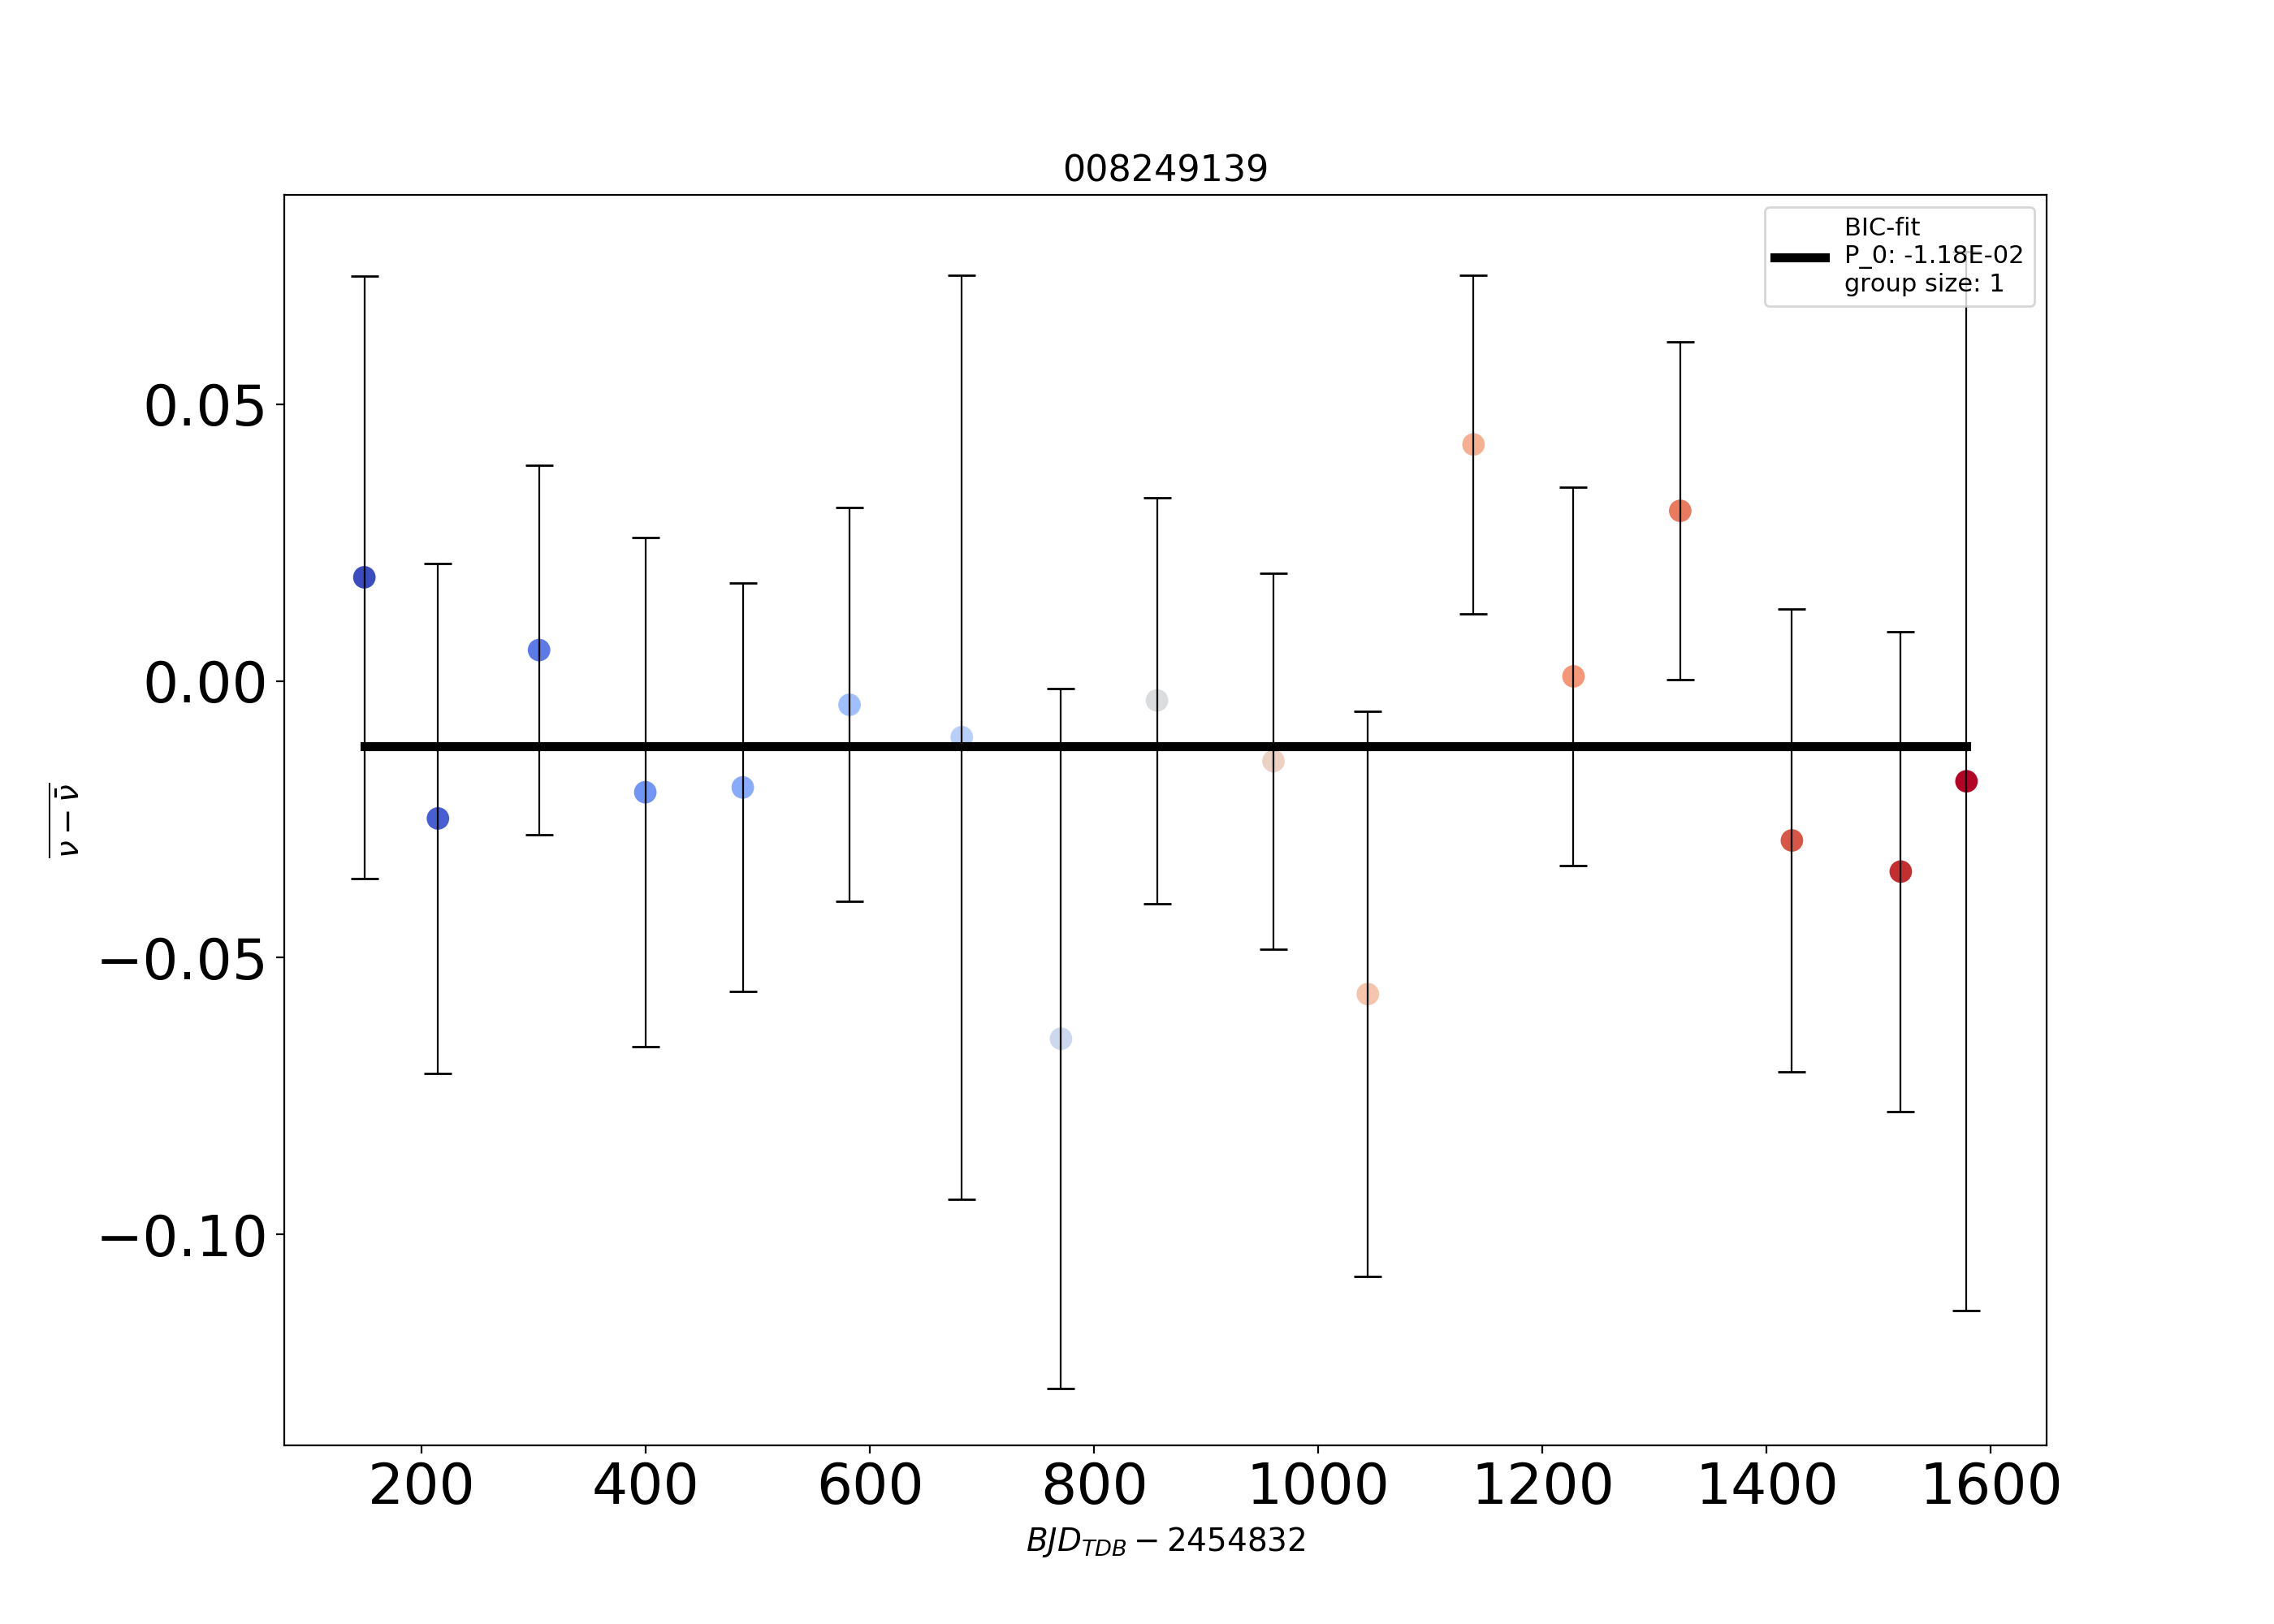 008249139
BIC-fit
P_0: -1.18E-02
group size: 1
0.05
0.00
−0.05
−0.10
ν − ν̄
200 400 600 800 1000 1200 1400 1600
BJD_TDB − 2454832